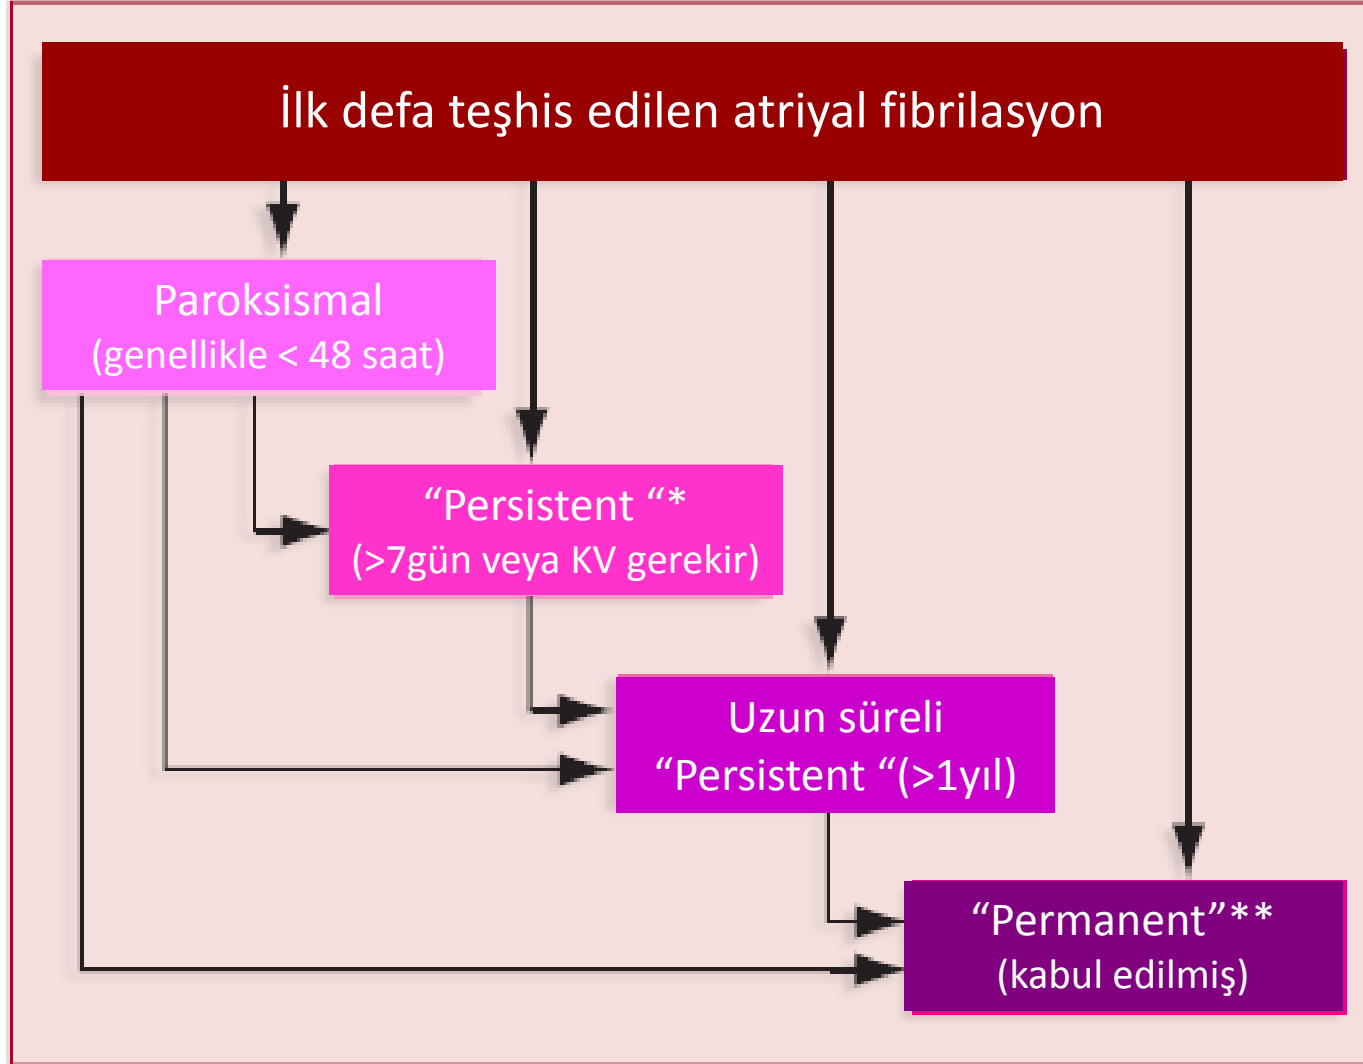 İlk defa teşhis edilen atriyal fibrilasyon
Paroksismal
(genellikle < 48 saat)
“Persistent “*
(>7gün veya KV gerekir)
Uzun süreli
“Persistent “(>1yıl)
“Permanent”**
(kabul edilmiş)